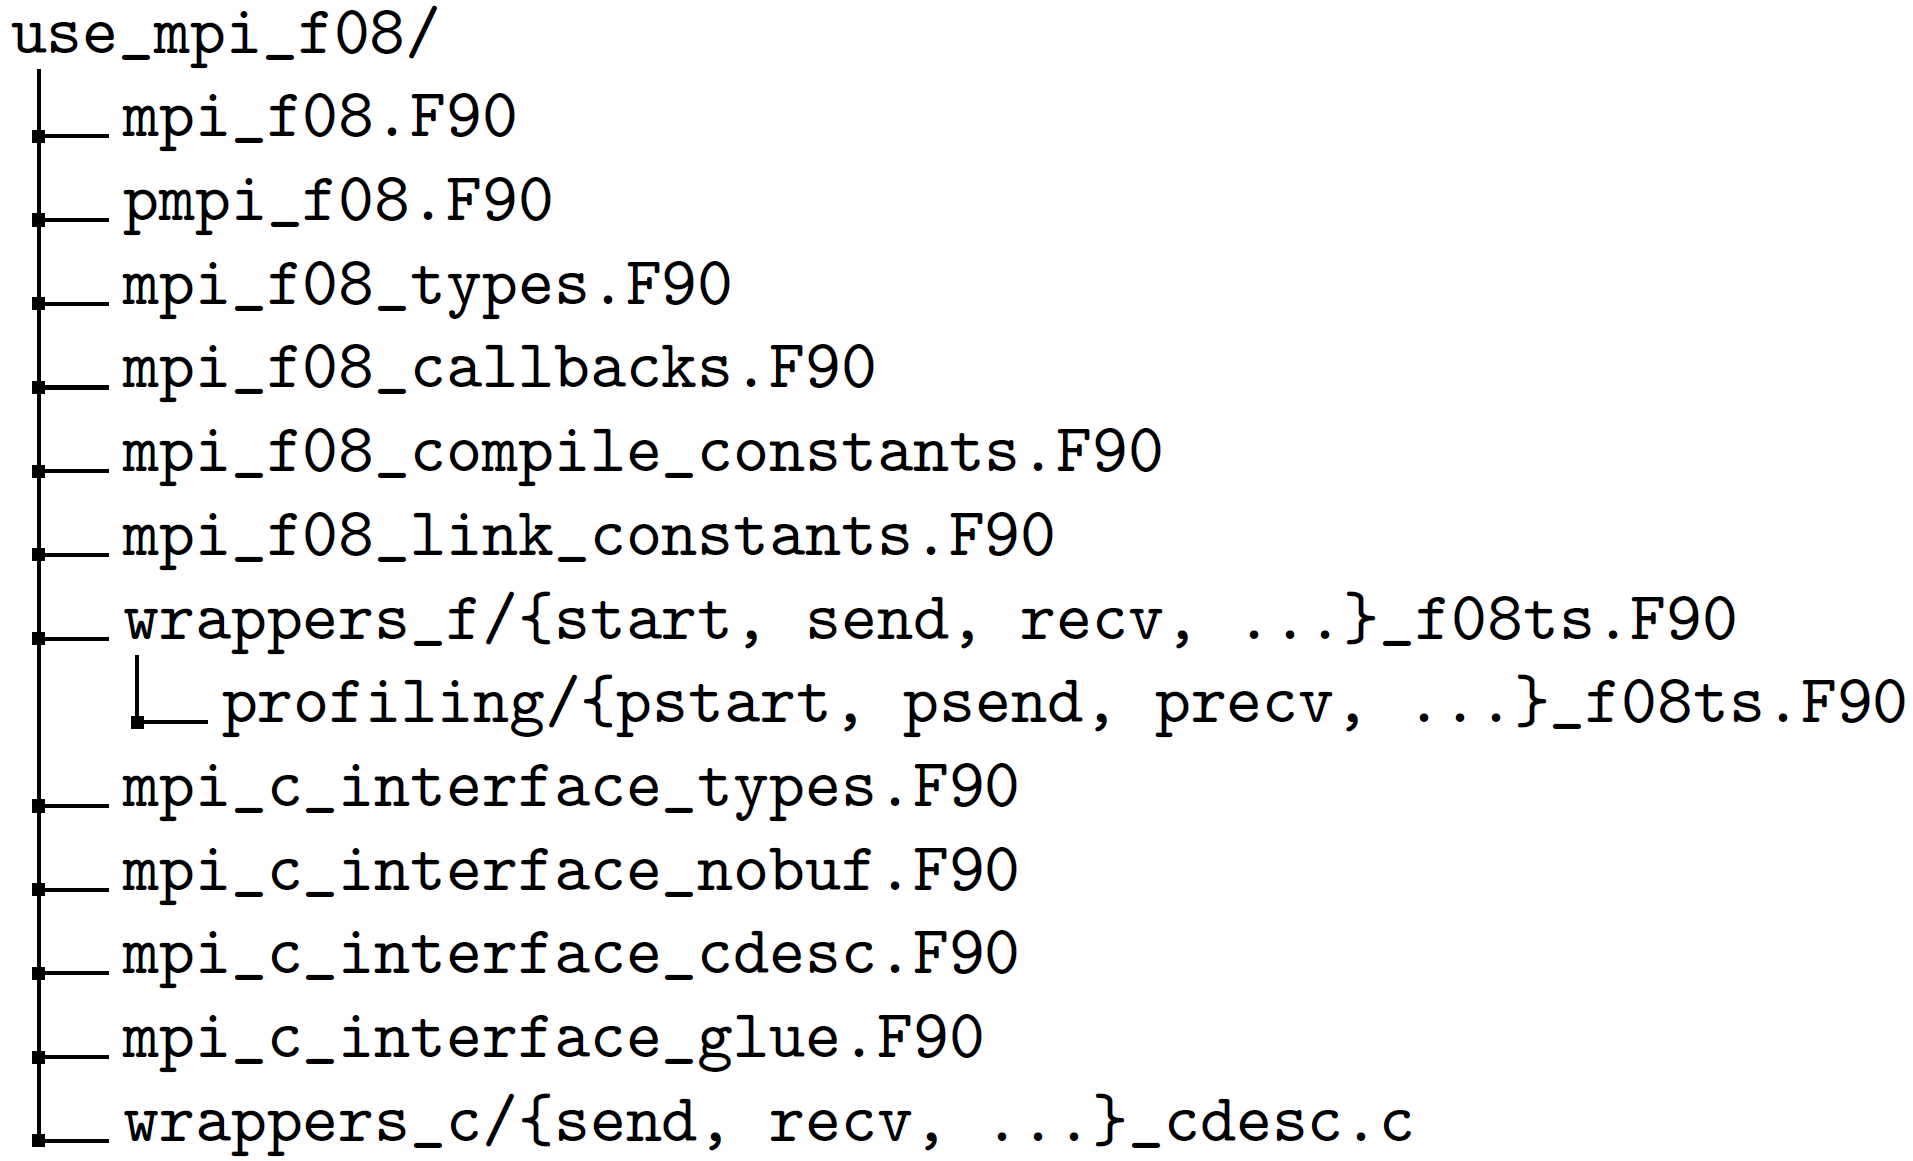 use_mpi_f08/
mpi_f08.F90
pmpi_f08.F90
mpi_f08_types.F90
mpi_f08_callbacks.F90
mpi_f08_compile_constants.F90
mpi_f08_link_constants.F90
wrappers_f/{start, send, recv, ...}_f08ts.F90
profiling/{pstart, psend, precv, ...}_f08ts.F90
mpi_c_interface_types.F90
mpi_c_interface_nobuf.F90
mpi_c_interface_cdesc.F90
mpi_c_interface_glue.F90
wrappers_c/{send, recv, ...}_cdesc.c